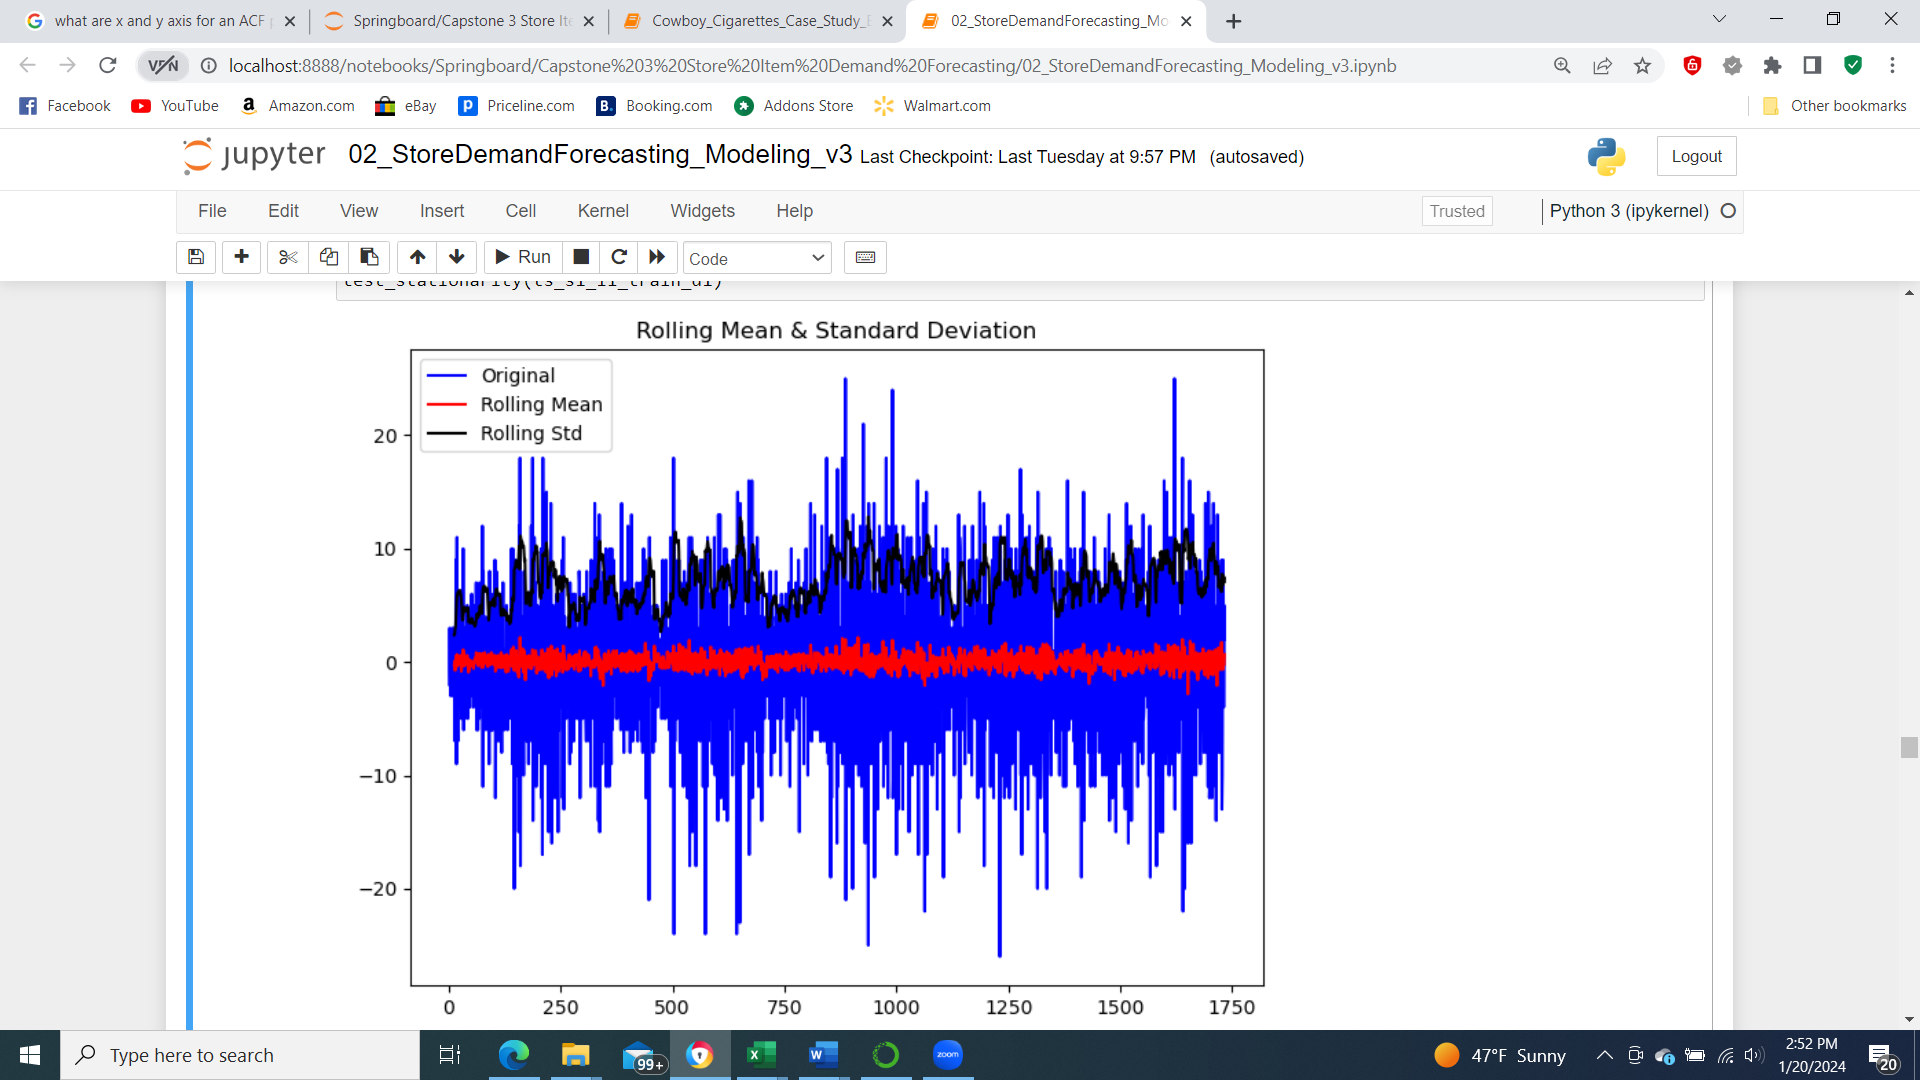 what are x and y axis for an ACF
Springboard/Capstone 3 Store Ite
Cowboy_Cigarettes_Case_Study_E
02_StoreDemandForecasting_Mo
VPN
localhost:8888/notebooks/Springboard/Capstone%203%20Store%20Item%20Demand%20Forecasting/02_StoreDemandForecasting_Modeling_v3.ipynb
Facebook YouTube Amazon.com eBay Priceline.com Booking.com Addons Store Walmart.com Other bookmarks
jupyter 02_StoreDemandForecasting_Modeling_v3 Last Checkpoint: Last Tuesday at 9:57 PM (autosaved) Logout
File Edit View Insert Cell Kernel Widgets Help Trusted Python 3 (ipykernel)
Run Code
test_stationarity(ts_s1_i1_train_d1)
Rolling Mean & Standard Deviation
Original
Rolling Mean
Rolling Std
20
10
0
−10
−20
0 250 500 750 1000 1250 1500 1750
Type here to search
99+
zoom
47°F Sunny
2:52 PM
1/20/2024
20